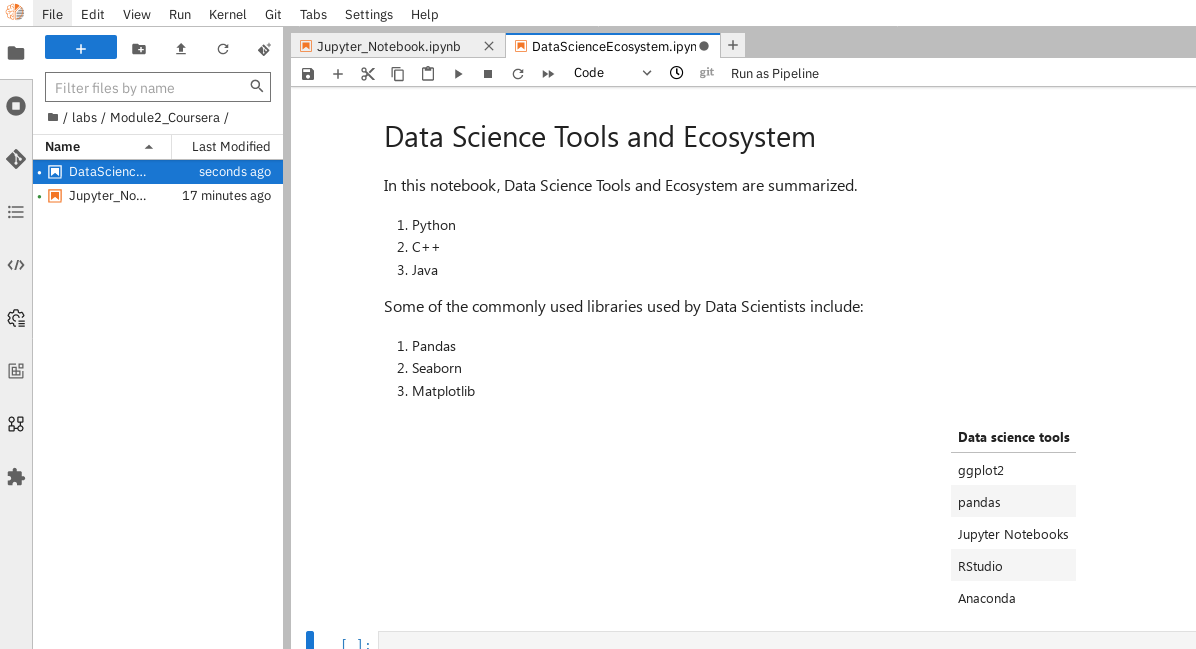 File Edit View Run Kernel Git Tabs Settings Help
Jupyter_Notebook.ipynb
DataScienceEcosystem.ipyn
Code
git
Run as Pipeline
Filter files by name
/ labs / Module2_Coursera /
Name Last Modified
DataScienc... seconds ago
Jupyter_No... 17 minutes ago
Data Science Tools and Ecosystem
In this notebook, Data Science Tools and Ecosystem are summarized.
1. Python
2. C++
3. Java
Some of the commonly used libraries used by Data Scientists include:
1. Pandas
2. Seaborn
3. Matplotlib
Data science tools
ggplot2
pandas
Jupyter Notebooks
RStudio
Anaconda
[ ]: